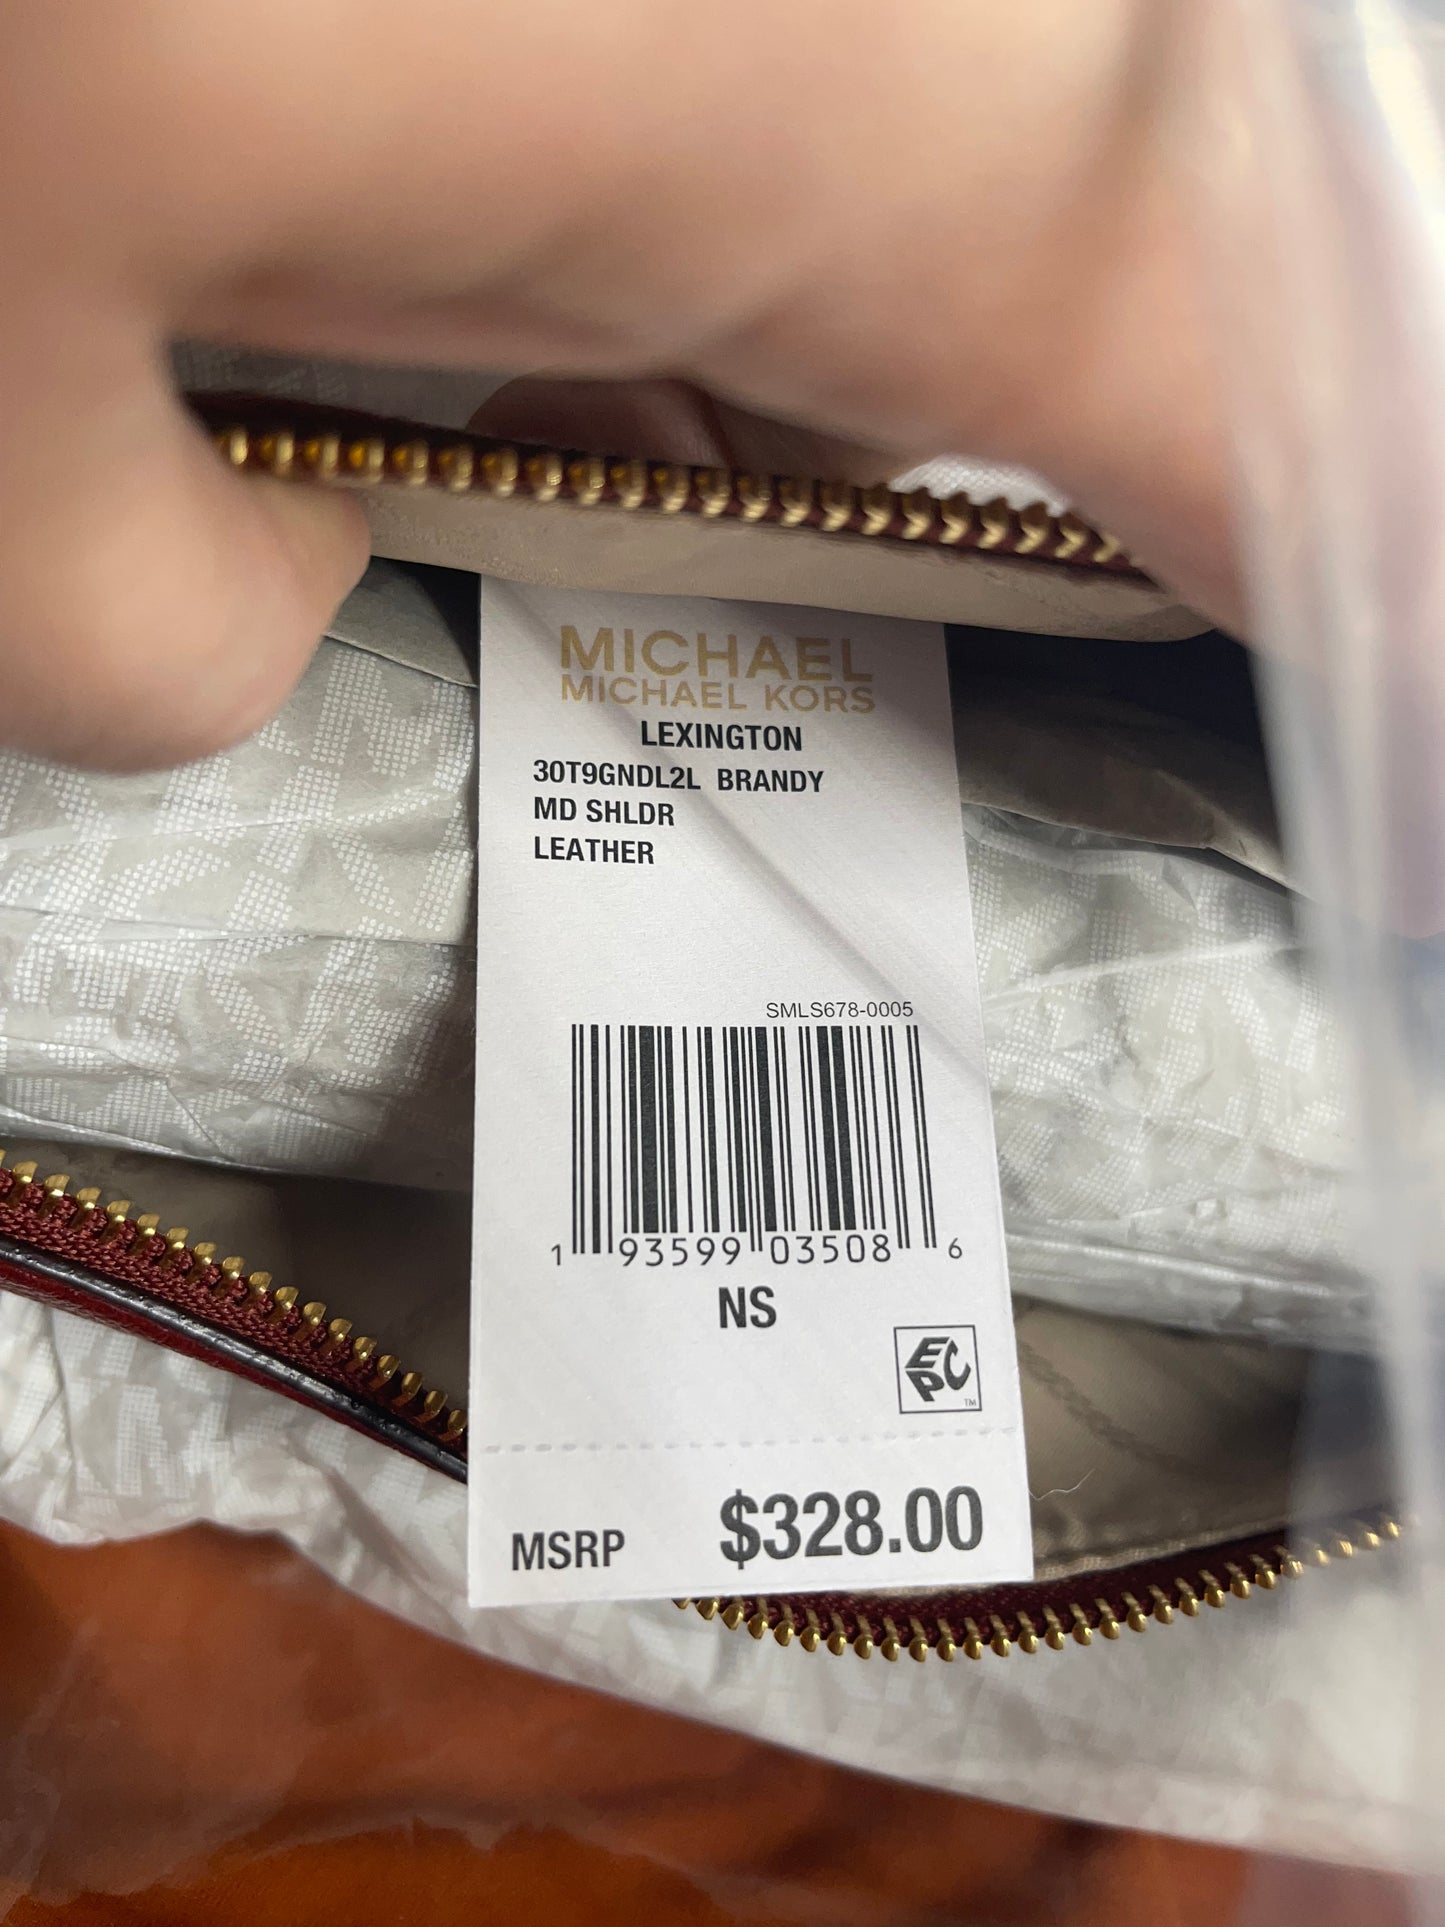 MICHAEL
MICHAEL KORS
LEXINGTON
30T9GNDL2L BRANDY
MD SHLDR
LEATHER
SMLS678-0005
1 93599 03508 6
NS
EPC
TM
MSRP $328.00